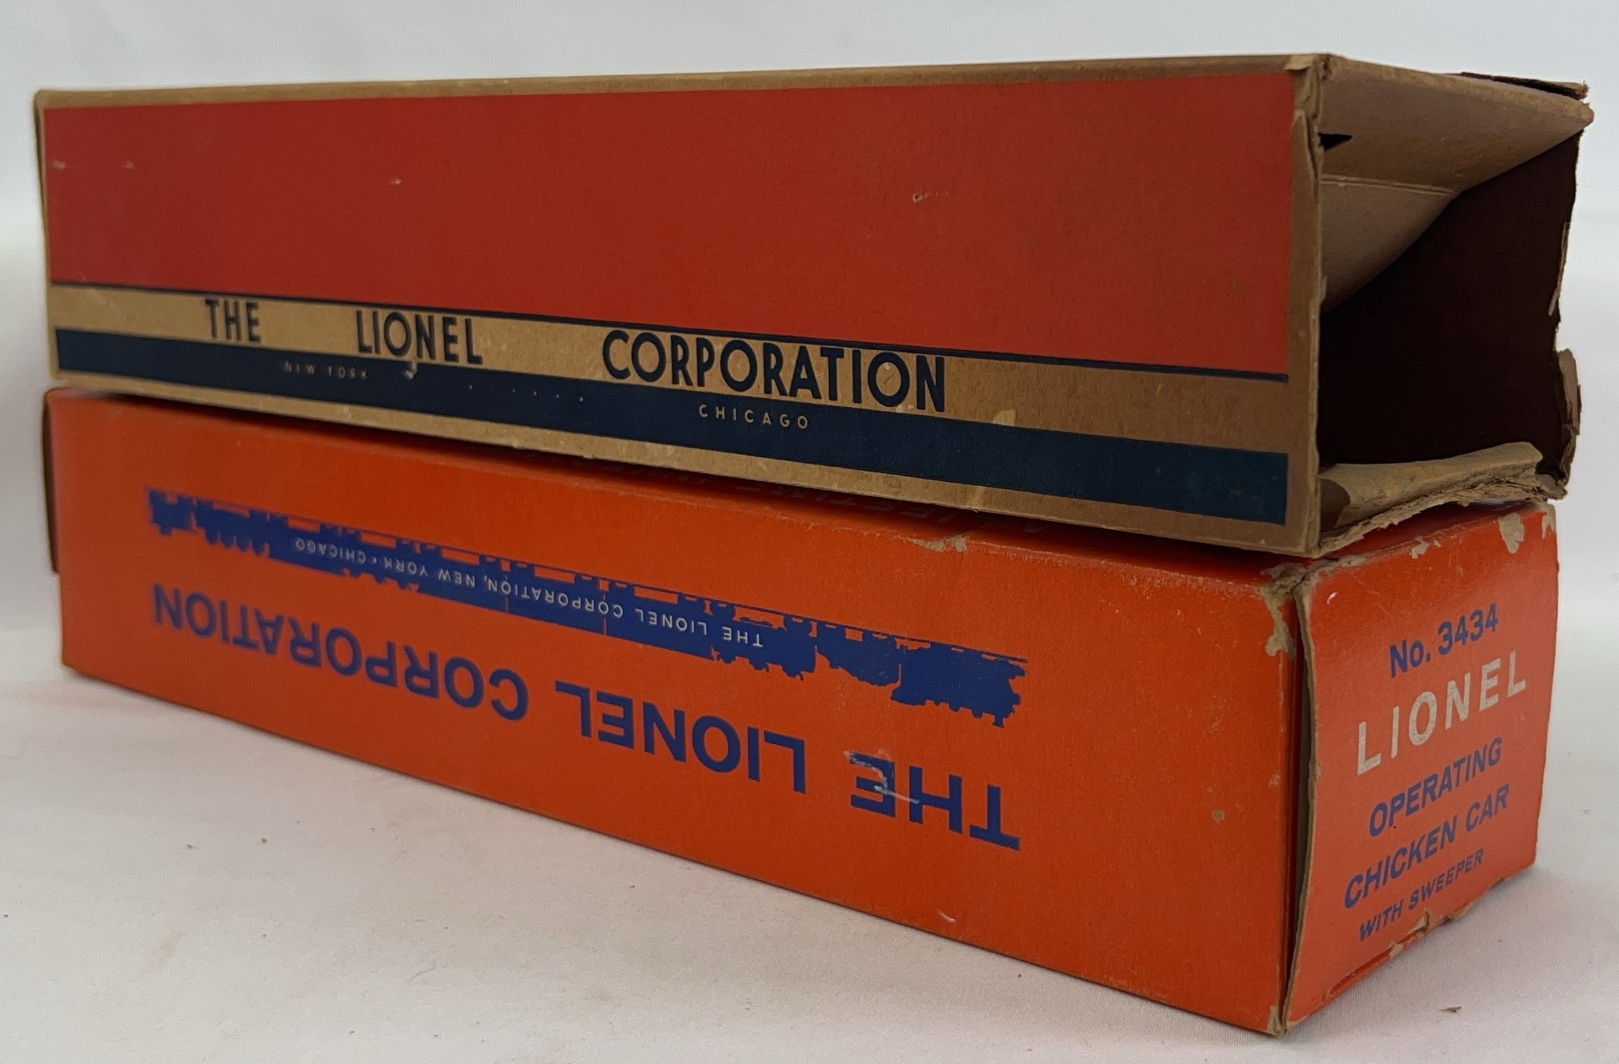 THE LIONEL CORPORATION
NEW YORK
CHICAGO
THE LIONEL CORPORATION
THE LIONEL CORPORATION, NEW YORK • CHICAGO
No. 3434
LIONEL
OPERATING
CHICKEN CAR
WITH SWEEPER